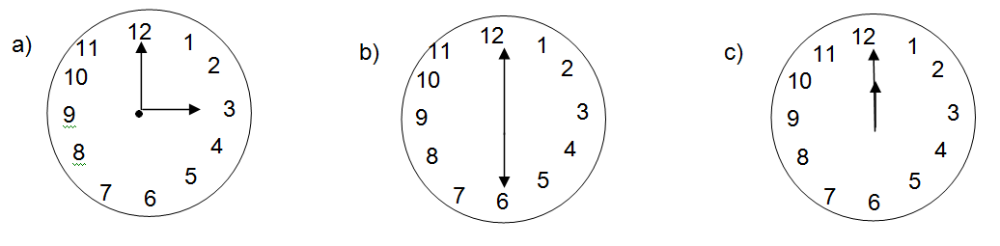 a) 12 1 2 3 4 5 6 7 8 9 10 11
b) 12 1 2 3 4 5 6 7 8 9 10 11
c) 12 1 2 3 4 5 6 7 8 9 10 11